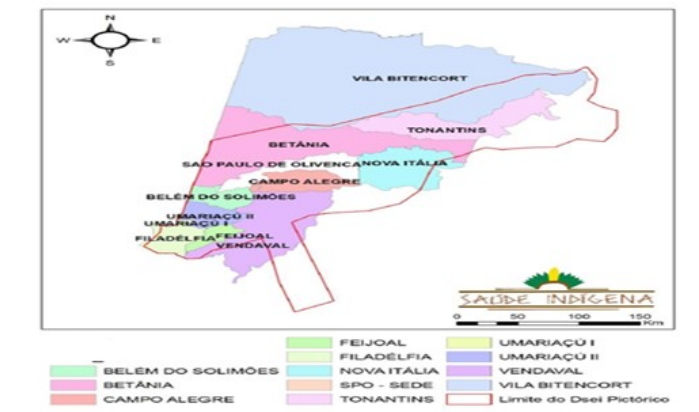 N
W E
S
VILA BITENCORT
TONANTINS
BETÂNIA
SAO PAULO DE OLIVENCA NOVA ITÁLIA
CAMPO ALEGRE
BELÉM DO SOLIMÕES
UMARIAÇÚ II
UMARIAÇÚ I
FILADÉLFIA FEIJOAL
VENDAVAL
SAÚDE INDÍGENA
0 50 100 150
Km
FEIJOAL UMARIAÇÚ I
FILADÉLFIA UMARIAÇÚ II
BELÉM DO SOLIMÕES NOVA ITÁLIA VENDAVAL
BETÂNIA SPO - SEDE VILA BITENCORT
CAMPO ALEGRE TONANTINS Limite do Dsei Pictórico